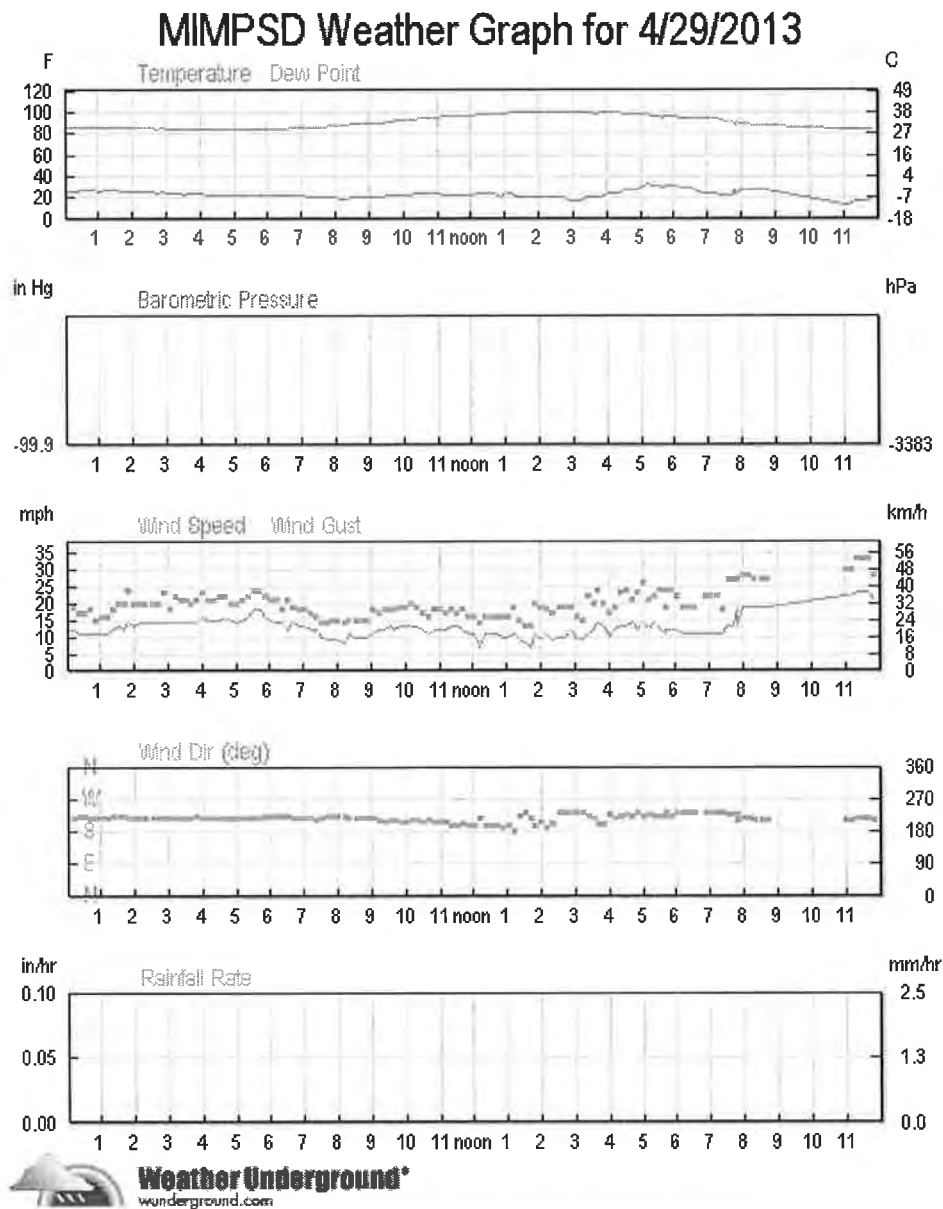 MIMPSD Weather Graph for 4/29/2013
F Temperature Dew Point C
120 49
100 38
80 27
60 16
40 4
20 -7
0 -18
1 2 3 4 5 6 7 8 9 10 11 noon 1 2 3 4 5 6 7 8 9 10 11
in Hg Barometric Pressure hPa
-99.9 -3383
1 2 3 4 5 6 7 8 9 10 11 noon 1 2 3 4 5 6 7 8 9 10 11
mph Wind Speed Wind Gust km/h
35 56
30 48
25 40
20 32
15 24
10 16
5 8
0 0
1 2 3 4 5 6 7 8 9 10 11 noon 1 2 3 4 5 6 7 8 9 10 11
Wind Dir (deg)
N 360
W 270
S 180
E 90
N 0
1 2 3 4 5 6 7 8 9 10 11 noon 1 2 3 4 5 6 7 8 9 10 11
in/hr Rainfall Rate mm/hr
0.10 2.5
0.05 1.3
0.00 0.0
1 2 3 4 5 6 7 8 9 10 11 noon 1 2 3 4 5 6 7 8 9 10 11
Weather Underground®
wunderground.com